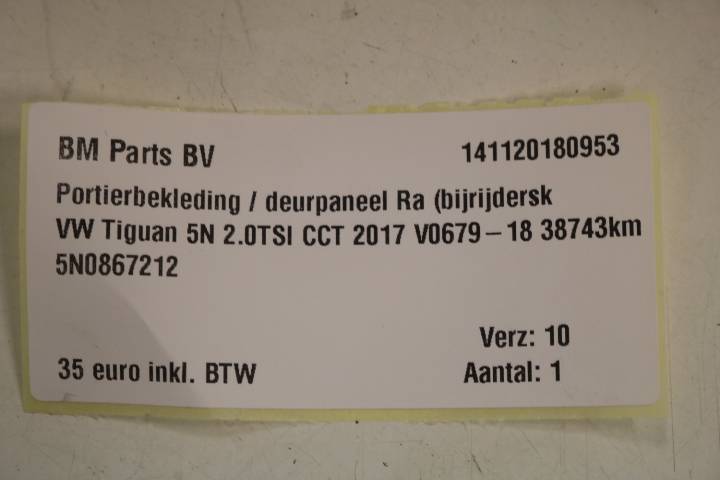 BM Parts BV 141120180953
Portierbekleding / deurpaneel Ra (bijrijdersk
VW Tiguan 5N 2.0TSI CCT 2017 V0679-18 38743km
5N0867212
Verz: 10
35 euro inkl. BTW Aantal: 1